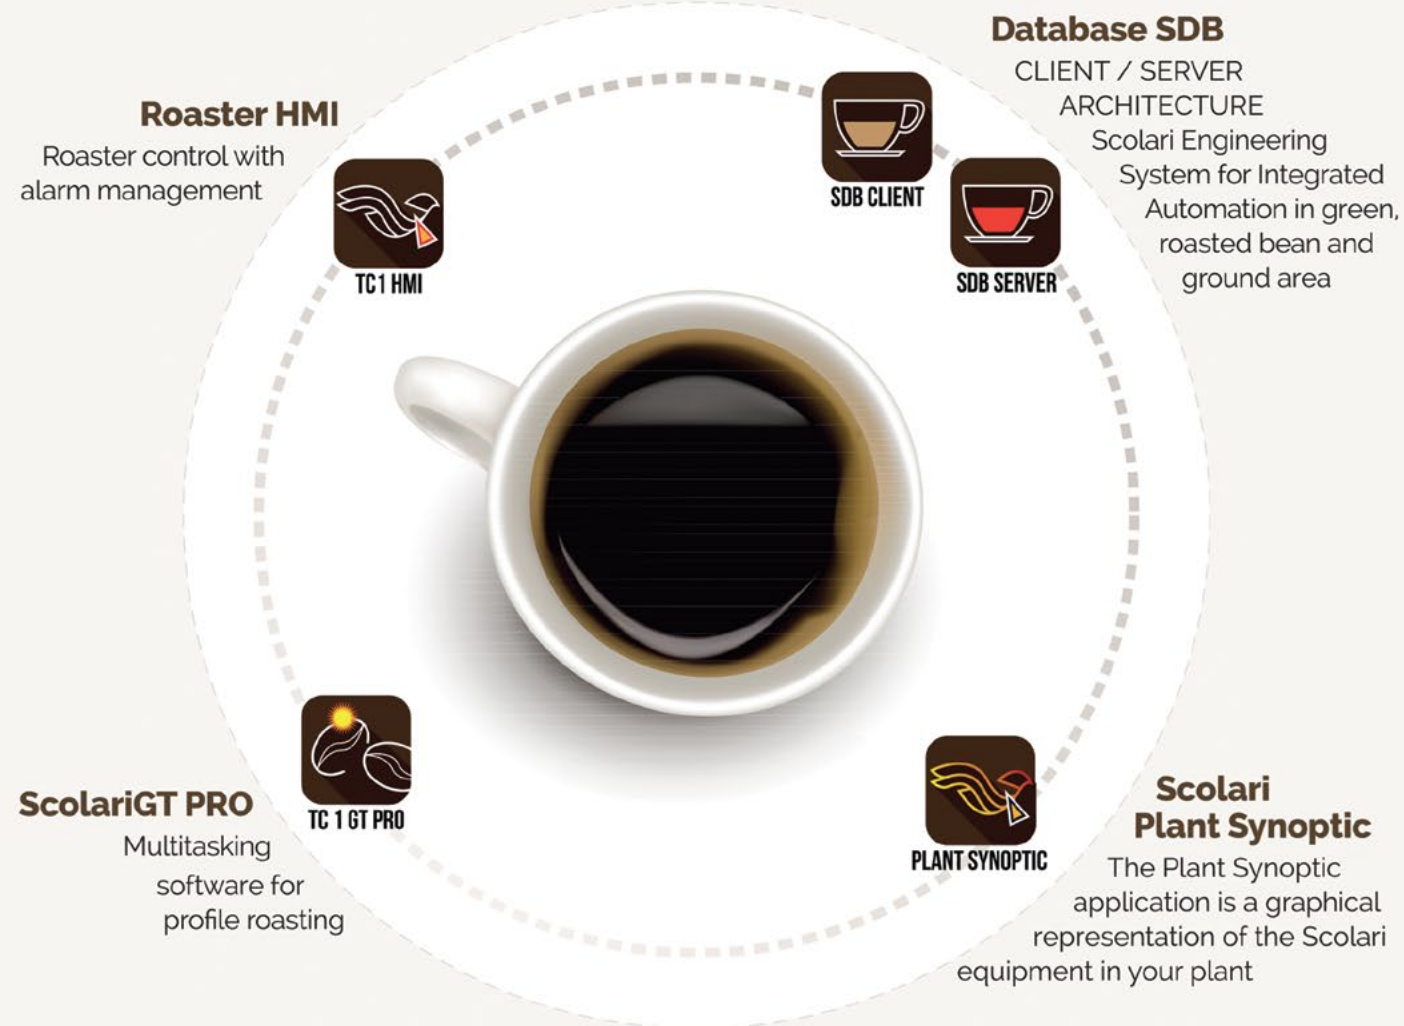 Roaster HMI
Roaster control with
alarm management
TC1 HMI
Database SDB
CLIENT / SERVER
ARCHITECTURE
Scolari Engineering
System for Integrated
Automation in green,
roasted bean and
ground area
SDB CLIENT
SDB SERVER
ScolariGT PRO
Multitasking
software for
profile roasting
TC 1 GT PRO
Scolari
Plant Synoptic
The Plant Synoptic
application is a graphical
representation of the Scolari
equipment in your plant
PLANT SYNOPTIC